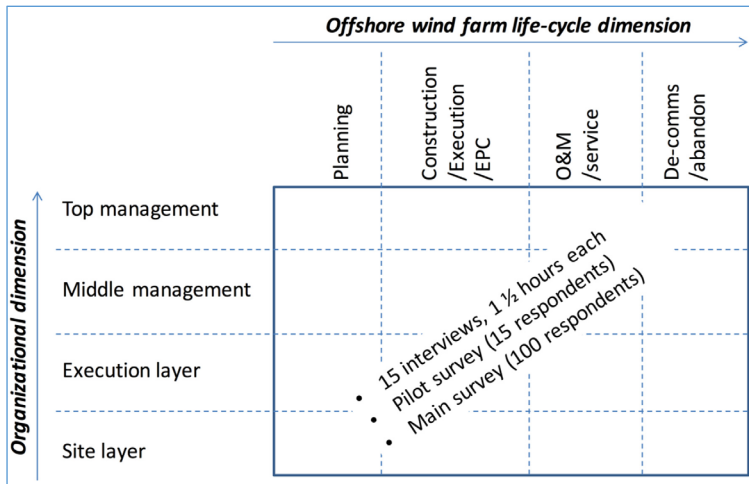 Offshore wind farm life-cycle dimension
Planning
Construction
/Execution
/EPC
O&M
/service
De-comms
/abandon
Organizational dimension
Top management
Middle management
Execution layer
Site layer
• 15 interviews, 1 ½ hours each
• Pilot survey (15 respondents)
• Main survey (100 respondents)